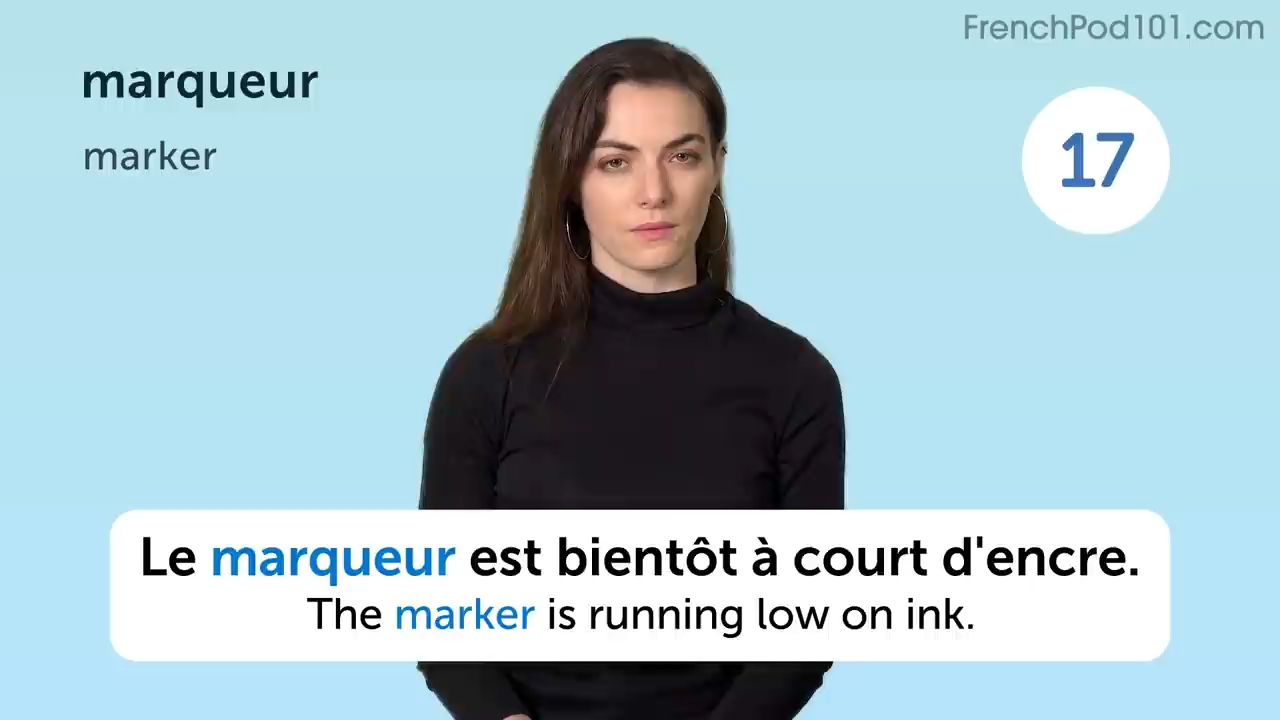 FrenchPod101.com
marqueur
marker
17
Le marqueur est bientôt à court d'encre.
The marker is running low on ink.